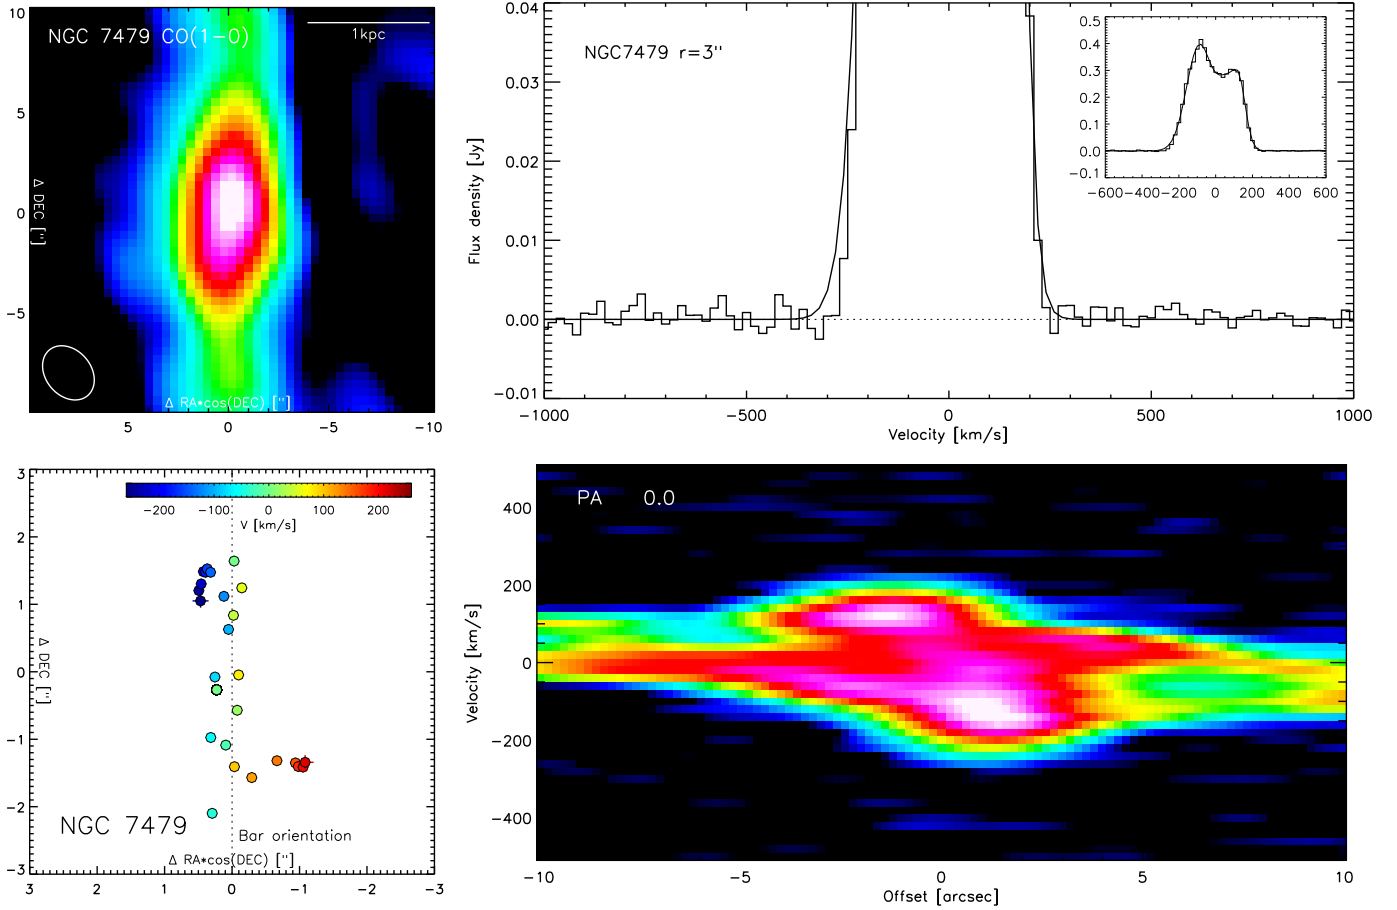 NGC 7479 CO(1-0)
1kpc
10
5
0
-5
Δ DEC ["]
Δ RA*cos(DEC) ["]
5 0 -5 -10
NGC7479 r=3"
Flux density [Jy]
0.04
0.03
0.02
0.01
0.00
-0.01
-1000 -500 0 500 1000
Velocity [km/s]
0.5
0.4
0.3
0.2
0.1
0.0
-0.1
-600 -400 -200 0 200 400 600
3
2
1
0
-1
-2
-3
-200 -100 0 100 200
V [km/s]
Δ DEC ["]
NGC 7479
Bar orientation
Δ RA*cos(DEC) ["]
3 2 1 0 -1 -2 -3
PA 0.0
Velocity [km/s]
400
200
0
-200
-400
-10 -5 0 5 10
Offset [arcsec]